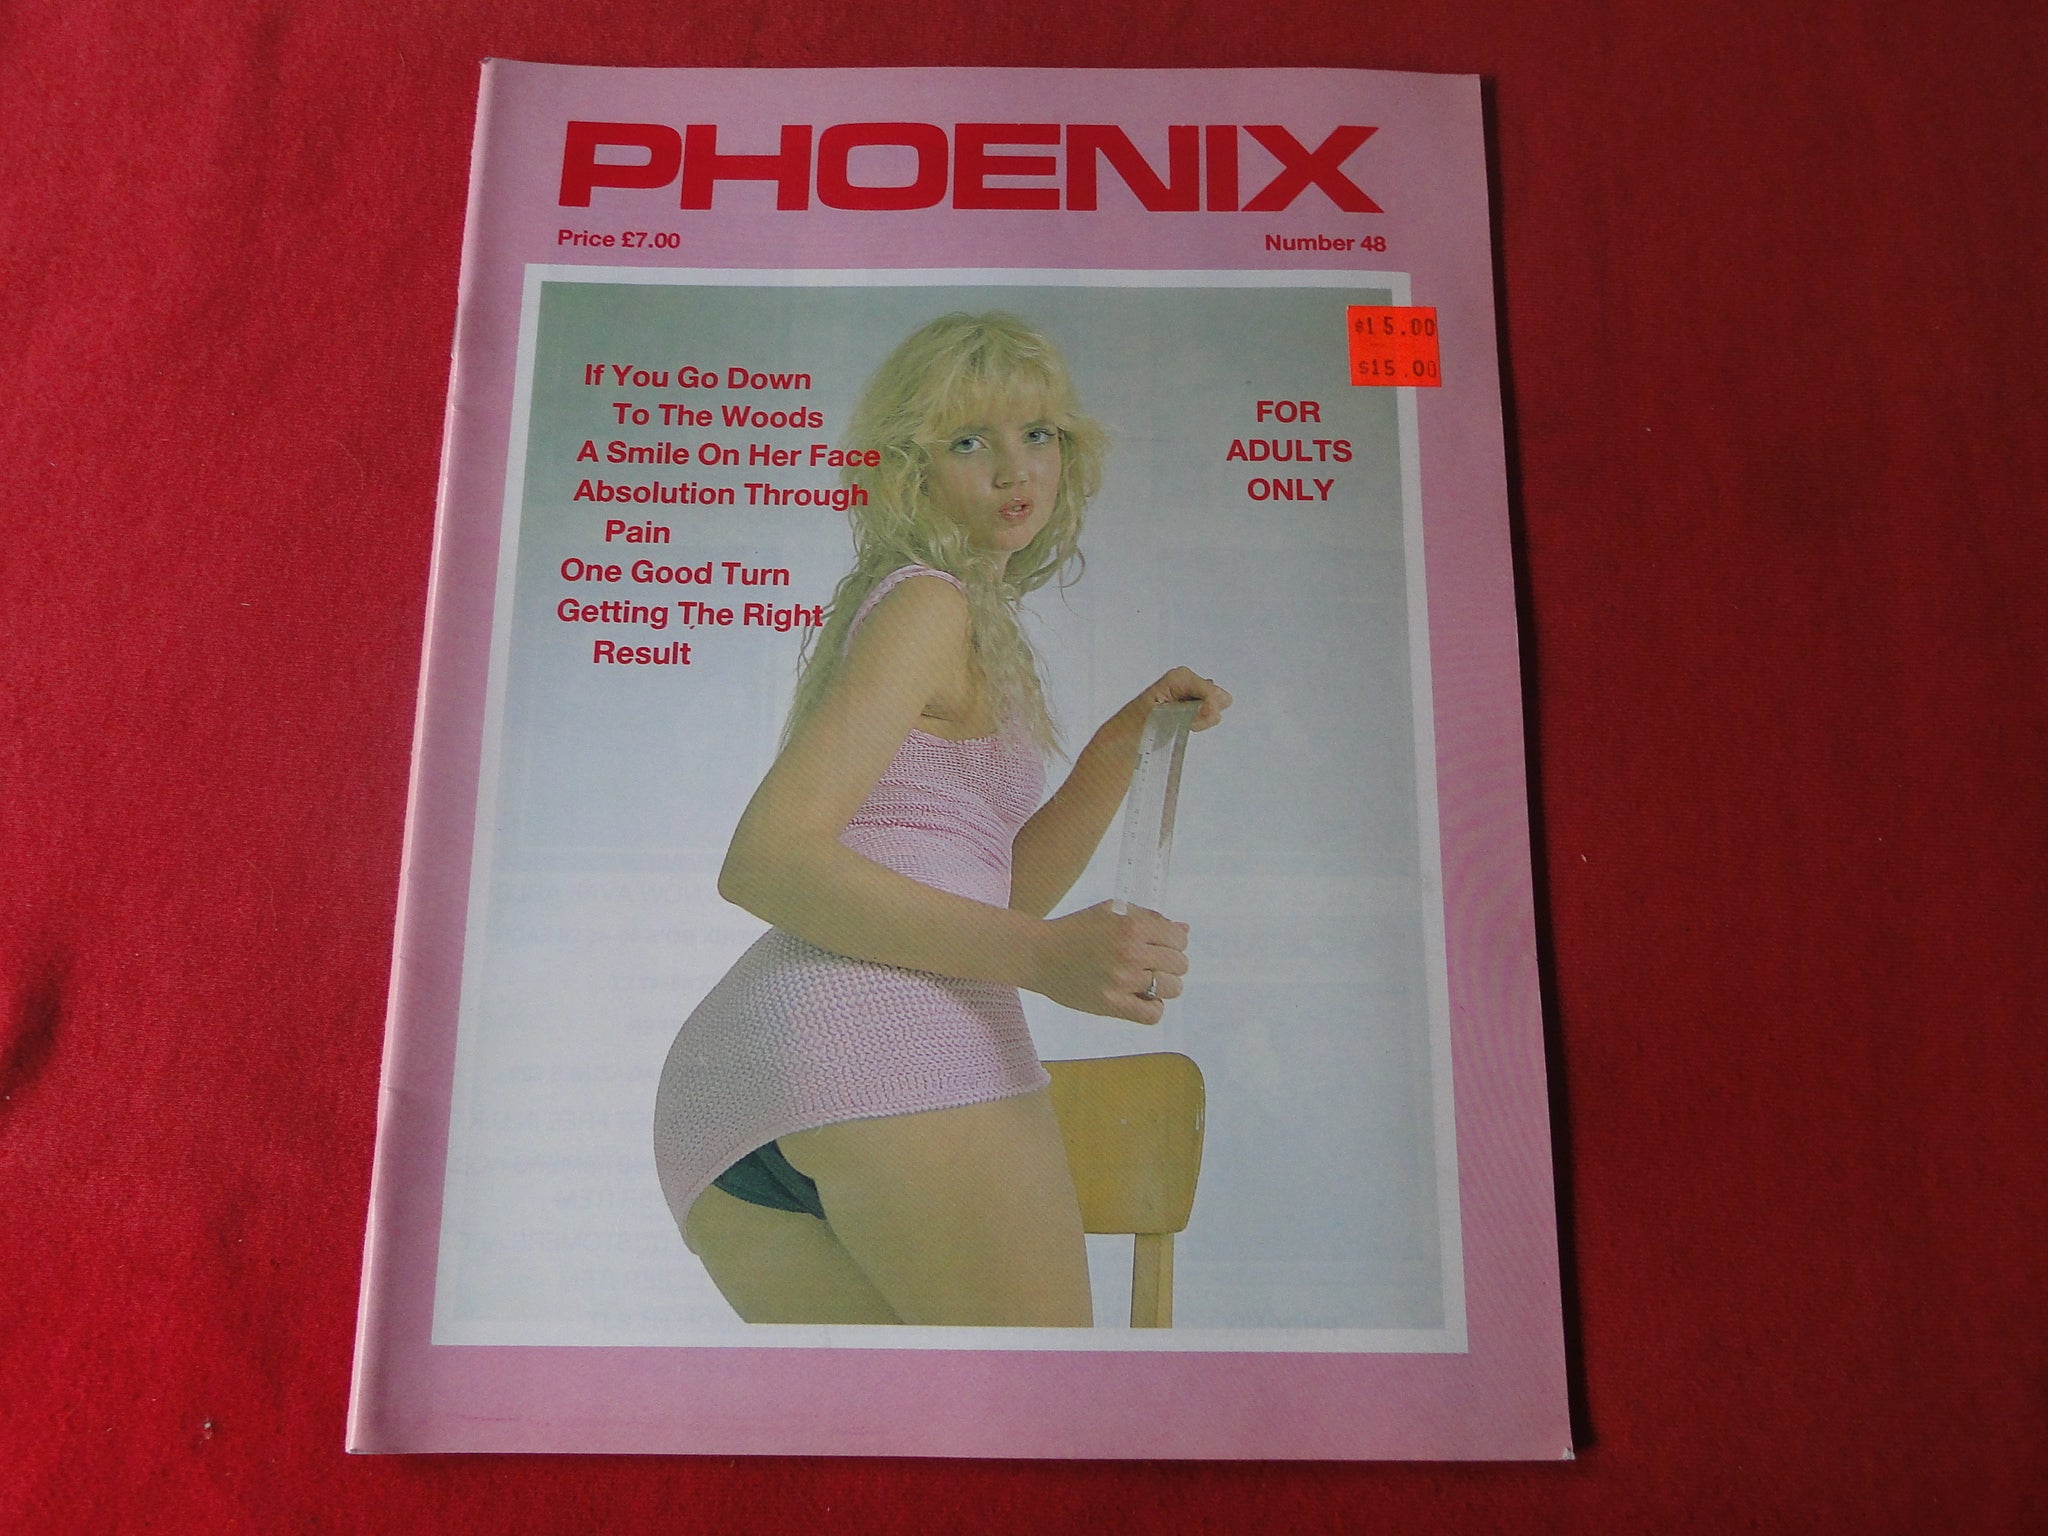 PHOENIX
Price £7.00
Number 48
$15.00
$15.00
If You Go Down
To The Woods
A Smile On Her Face
Absolution Through
Pain
One Good Turn
Getting The Right
Result
FOR
ADULTS
ONLY